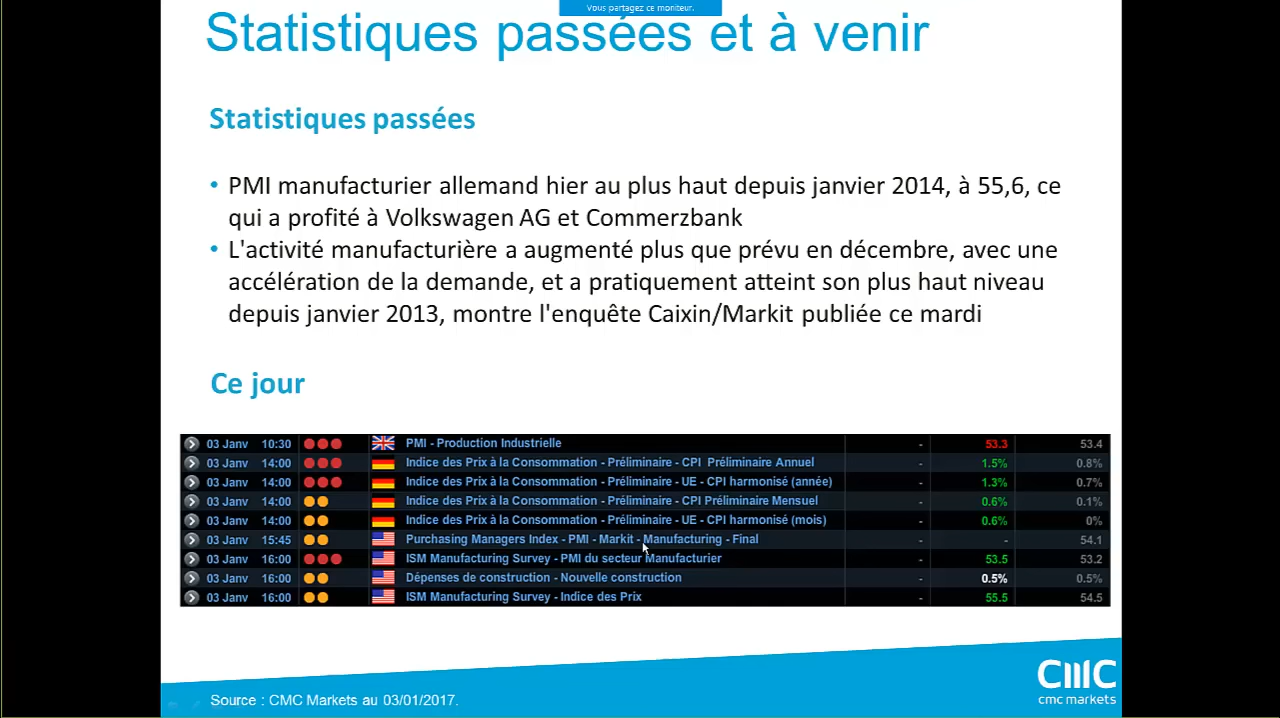 Vous partagez ce moniteur.
Statistiques passées et à venir
Statistiques passées
• PMI manufacturier allemand hier au plus haut depuis janvier 2014, à 55,6, ce
qui a profité à Volkswagen AG et Commerzbank
• L'activité manufacturière a augmenté plus que prévu en décembre, avec une
accélération de la demande, et a pratiquement atteint son plus haut niveau
depuis janvier 2013, montre l'enquête Caixin/Markit publiée ce mardi
Ce jour
03 Janv 10:30 PMI - Production Industrielle - 53.3 53.4
03 Janv 14:00 Indice des Prix à la Consommation - Préliminaire - CPI Préliminaire Annuel - 1.5% 0.8%
03 Janv 14:00 Indice des Prix à la Consommation - Préliminaire - UE - CPI harmonisé (année) - 1.3% 0.7%
03 Janv 14:00 Indice des Prix à la Consommation - Préliminaire - CPI Préliminaire Mensuel - 0.6% 0.1%
03 Janv 14:00 Indice des Prix à la Consommation - Préliminaire - UE - CPI harmonisé (mois) - 0.6% 0%
03 Janv 15:45 Purchasing Managers Index - PMI - Markit - Manufacturing - Final - - 54.1
03 Janv 16:00 ISM Manufacturing Survey - PMI du secteur Manufacturier - 53.5 53.2
03 Janv 16:00 Dépenses de construction - Nouvelle construction - 0.5% 0.5%
03 Janv 16:00 ISM Manufacturing Survey - Indice des Prix - 55.5 54.5
Source : CMC Markets au 03/01/2017.
CMC
cmc markets